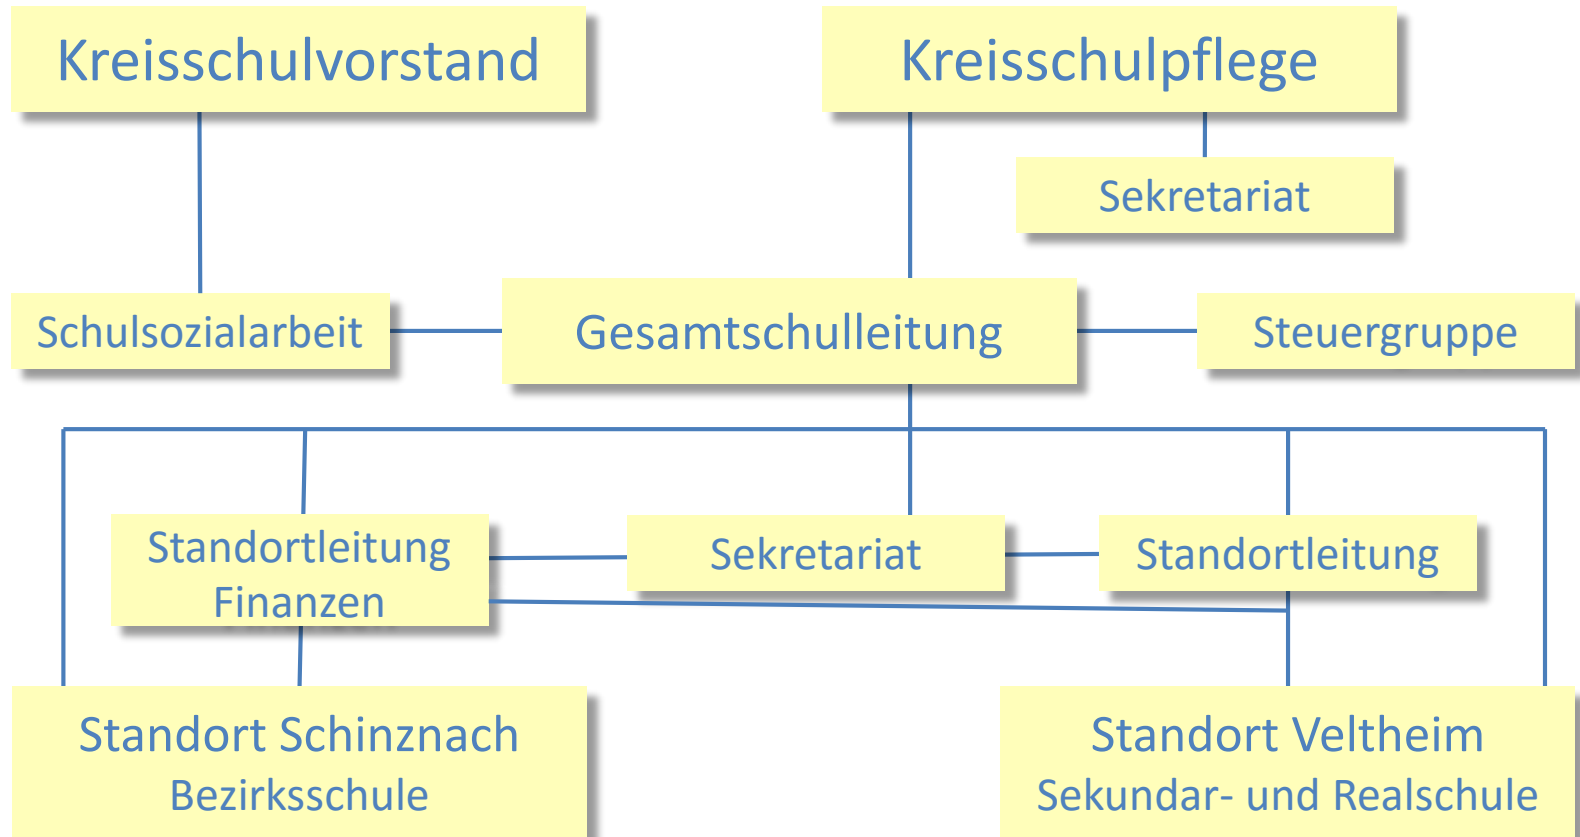 Kreisschulvorstand
Kreisschulpflege
Sekretariat
Schulsozialarbeit
Gesamtschulleitung
Steuergruppe
Standortleitung
Finanzen
Sekretariat
Standortleitung
Standort Schinznach
Bezirksschule
Standort Veltheim
Sekundar- und Realschule